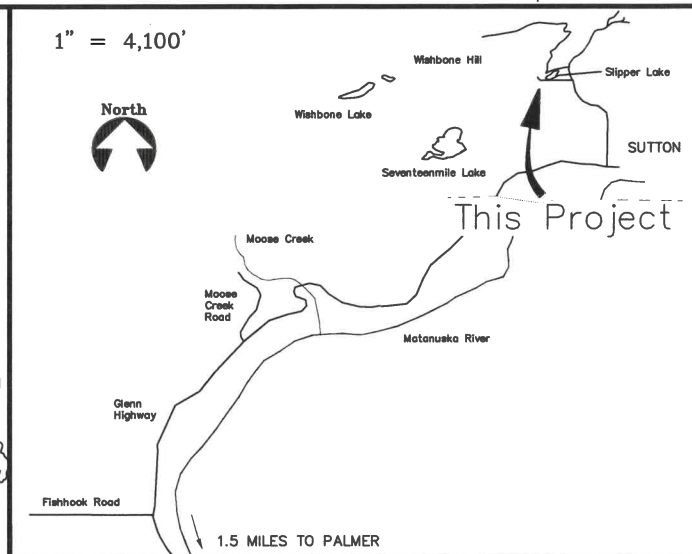 1" = 4,100'
Wishbone Hill
Slipper Lake
North
Wishbone Lake
SUTTON
Seventeenmile Lake
This Project
Moose Creek
Moose
Creek
Road
Matanuska River
Glenn
Highway
Fishhook Road
1.5 MILES TO PALMER